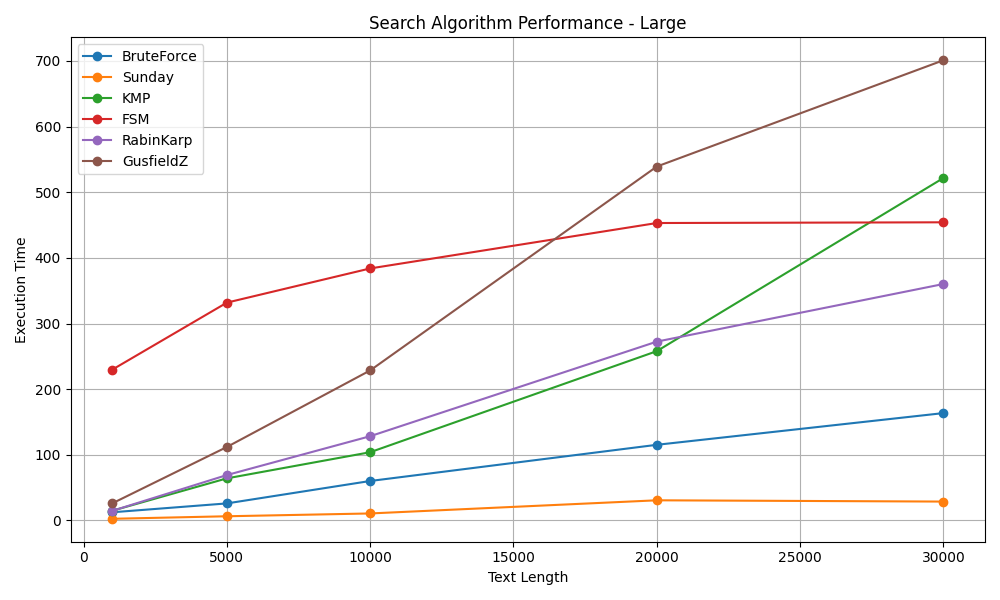 Search Algorithm Performance - Large
BruteForce
Sunday
KMP
FSM
RabinKarp
GusfieldZ
Execution Time
700
600
500
400
300
200
100
0
0 5000 10000 15000 20000 25000 30000
Text Length